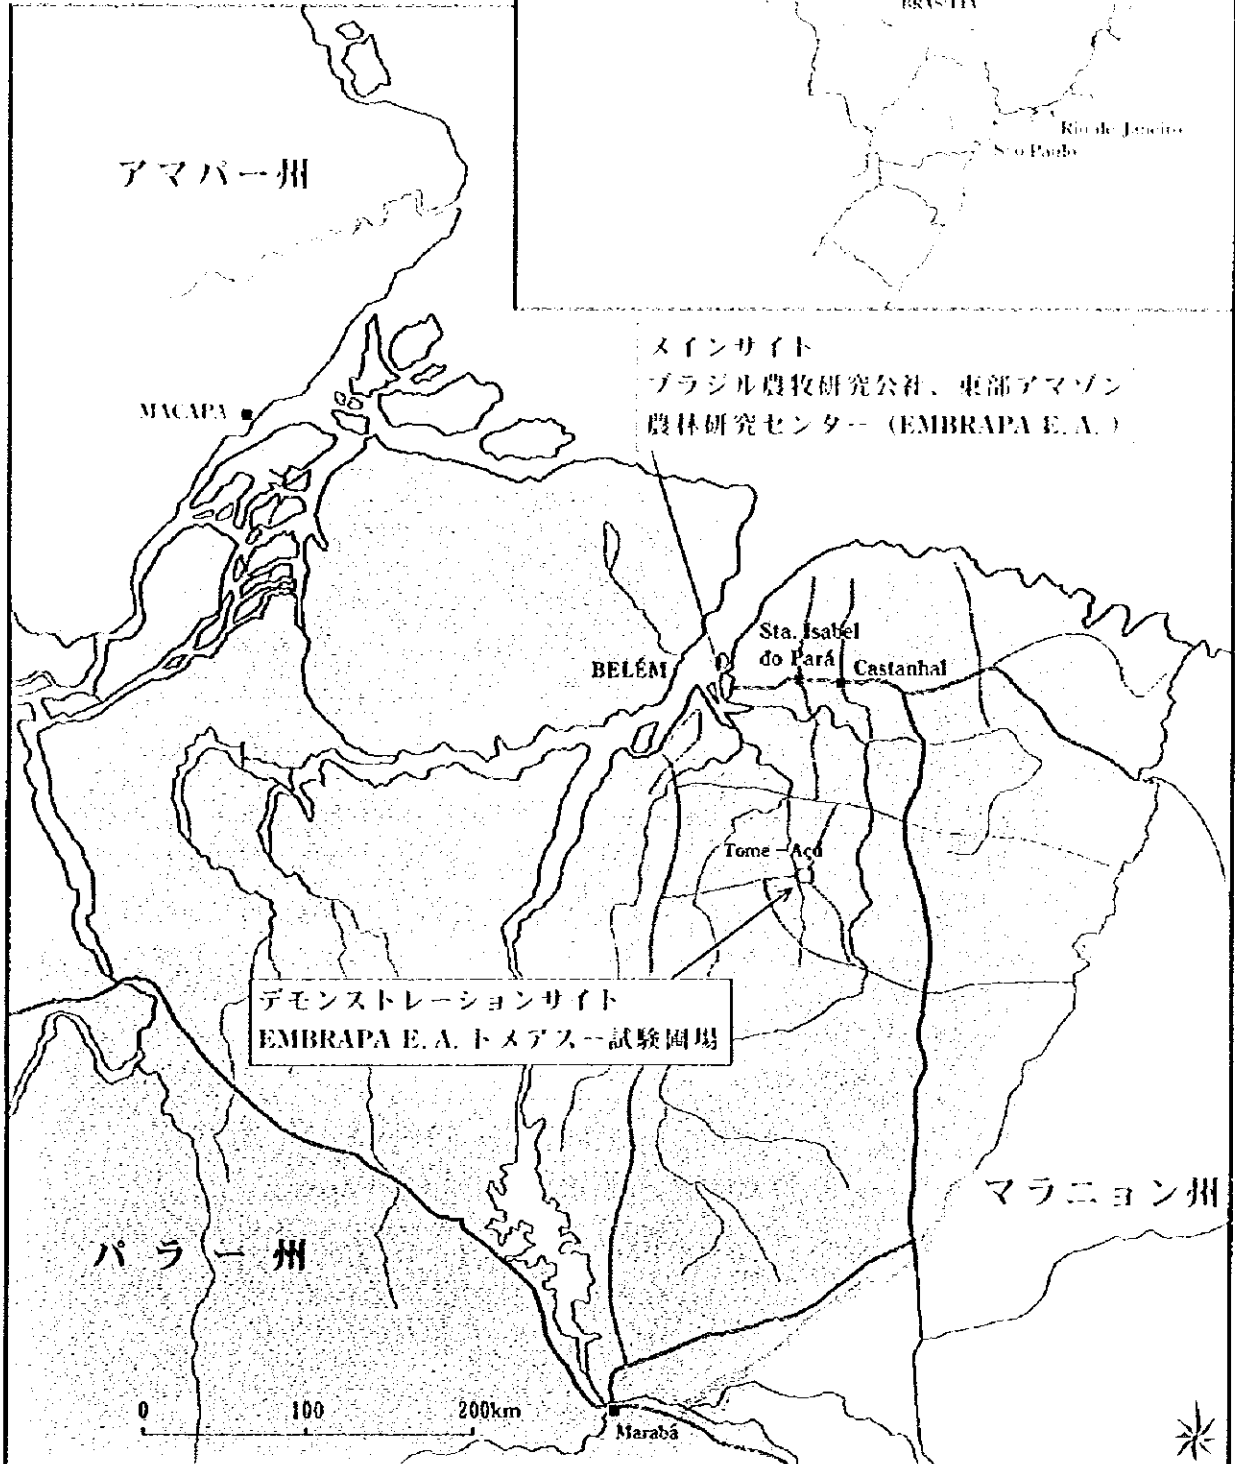 BRASILIA
Rio de Janeiro
São Paulo
アマパー州
メインサイト
ブラジル農牧研究公社、東部アマゾン
農林研究センター (EMBRAPA E. A. )
MACAPA
Sta. Isabel
do Pará
BELÉM
Castanhal
Tome-Açú
デモンストレーションサイト
EMBRAPA E. A. トメアスー試験圃場
マラニョン州
パラー州
0 100 200km
Marabá